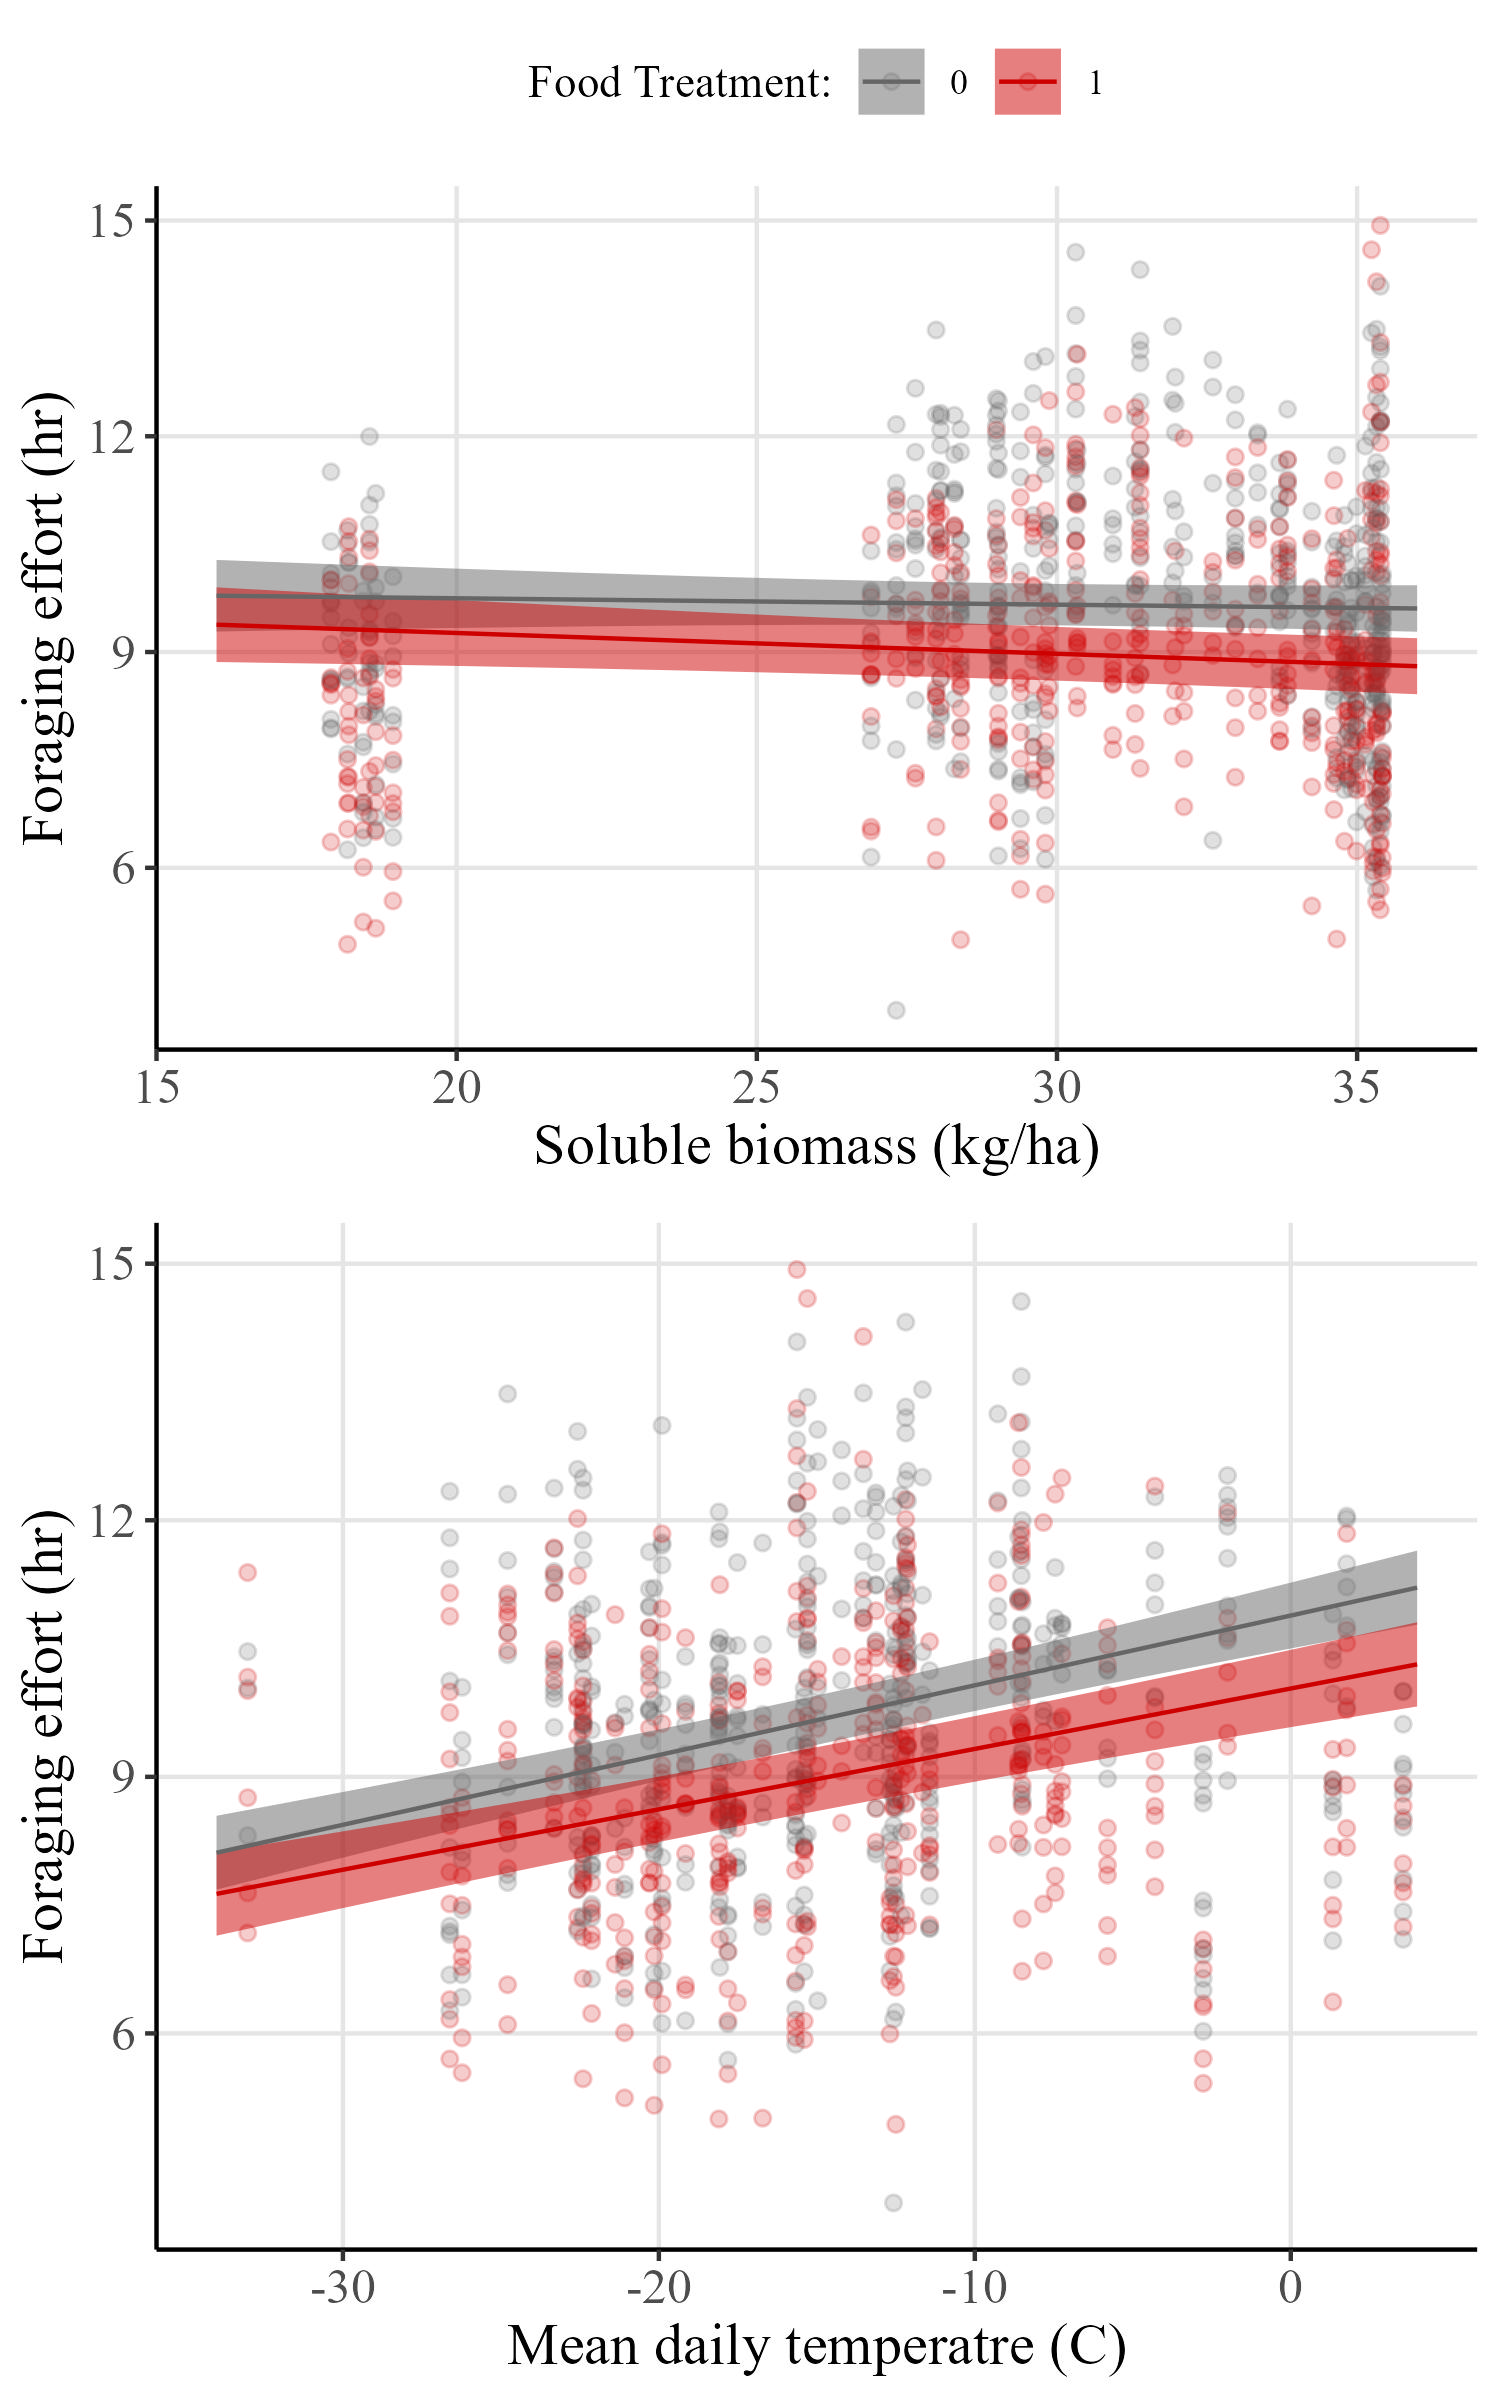 Food Treatment: 0 1
15
12
9
6
Foraging effort (hr)
15 20 25 30 35
Soluble biomass (kg/ha)
15
12
9
6
Foraging effort (hr)
-30 -20 -10 0
Mean daily temperatre (C)